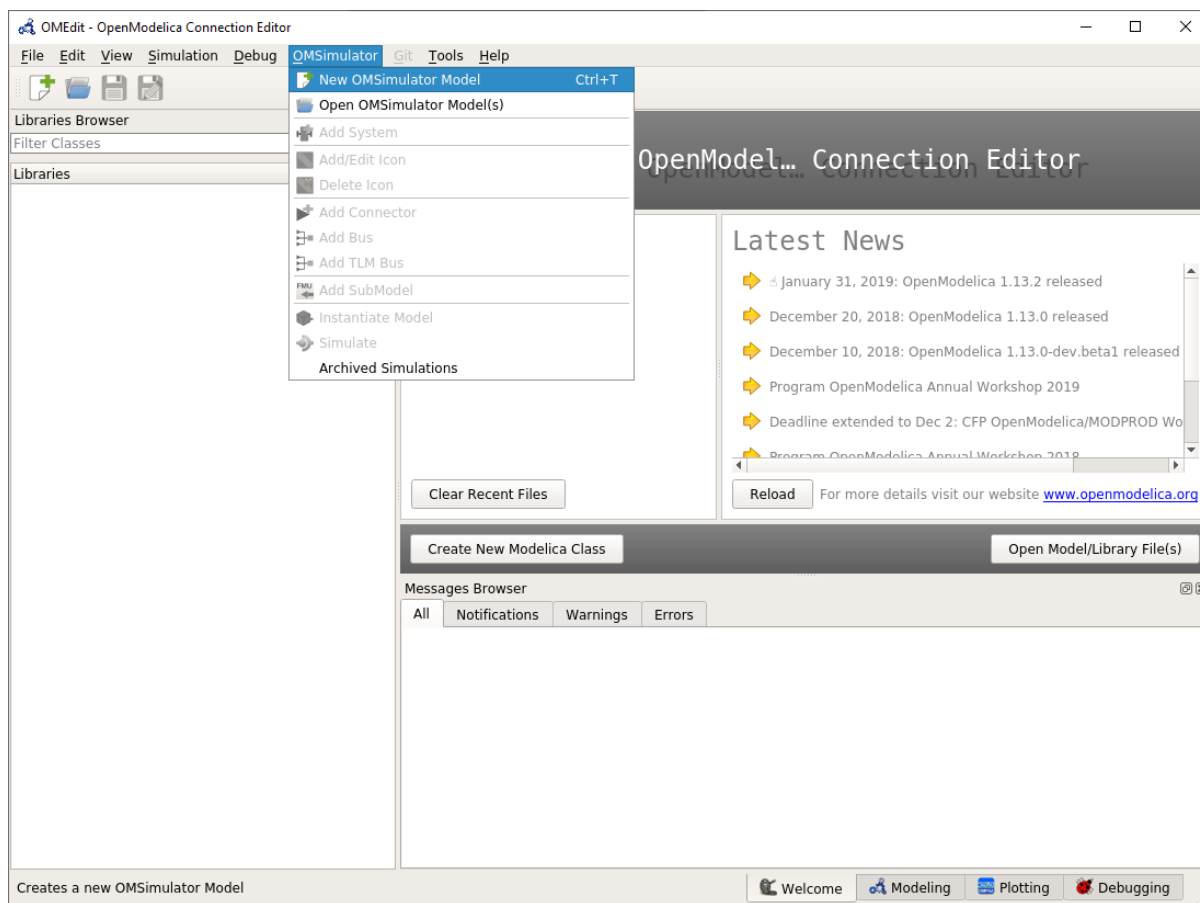 OMEdit - OpenModelica Connection Editor
File Edit View Simulation Debug OMSimulator Git Tools Help
New OMSimulator Model Ctrl+T
Open OMSimulator Model(s)
Add System
Add/Edit Icon
Delete Icon
Add Connector
Add Bus
Add TLM Bus
FMU Add SubModel
Instantiate Model
Simulate
Archived Simulations
Libraries Browser
Filter Classes
Libraries
OpenModel... Connection Editor
Latest News
January 31, 2019: OpenModelica 1.13.2 released
December 20, 2018: OpenModelica 1.13.0 released
December 10, 2018: OpenModelica 1.13.0-dev.beta1 released
Program OpenModelica Annual Workshop 2019
Deadline extended to Dec 2: CFP OpenModelica/MODPROD Wo
Program OpenModelica Annual Workshop 2018
Clear Recent Files
Reload For more details visit our website www.openmodelica.org
Create New Modelica Class
Open Model/Library File(s)
Messages Browser
All Notifications Warnings Errors
Creates a new OMSimulator Model
Welcome Modeling Plotting Debugging